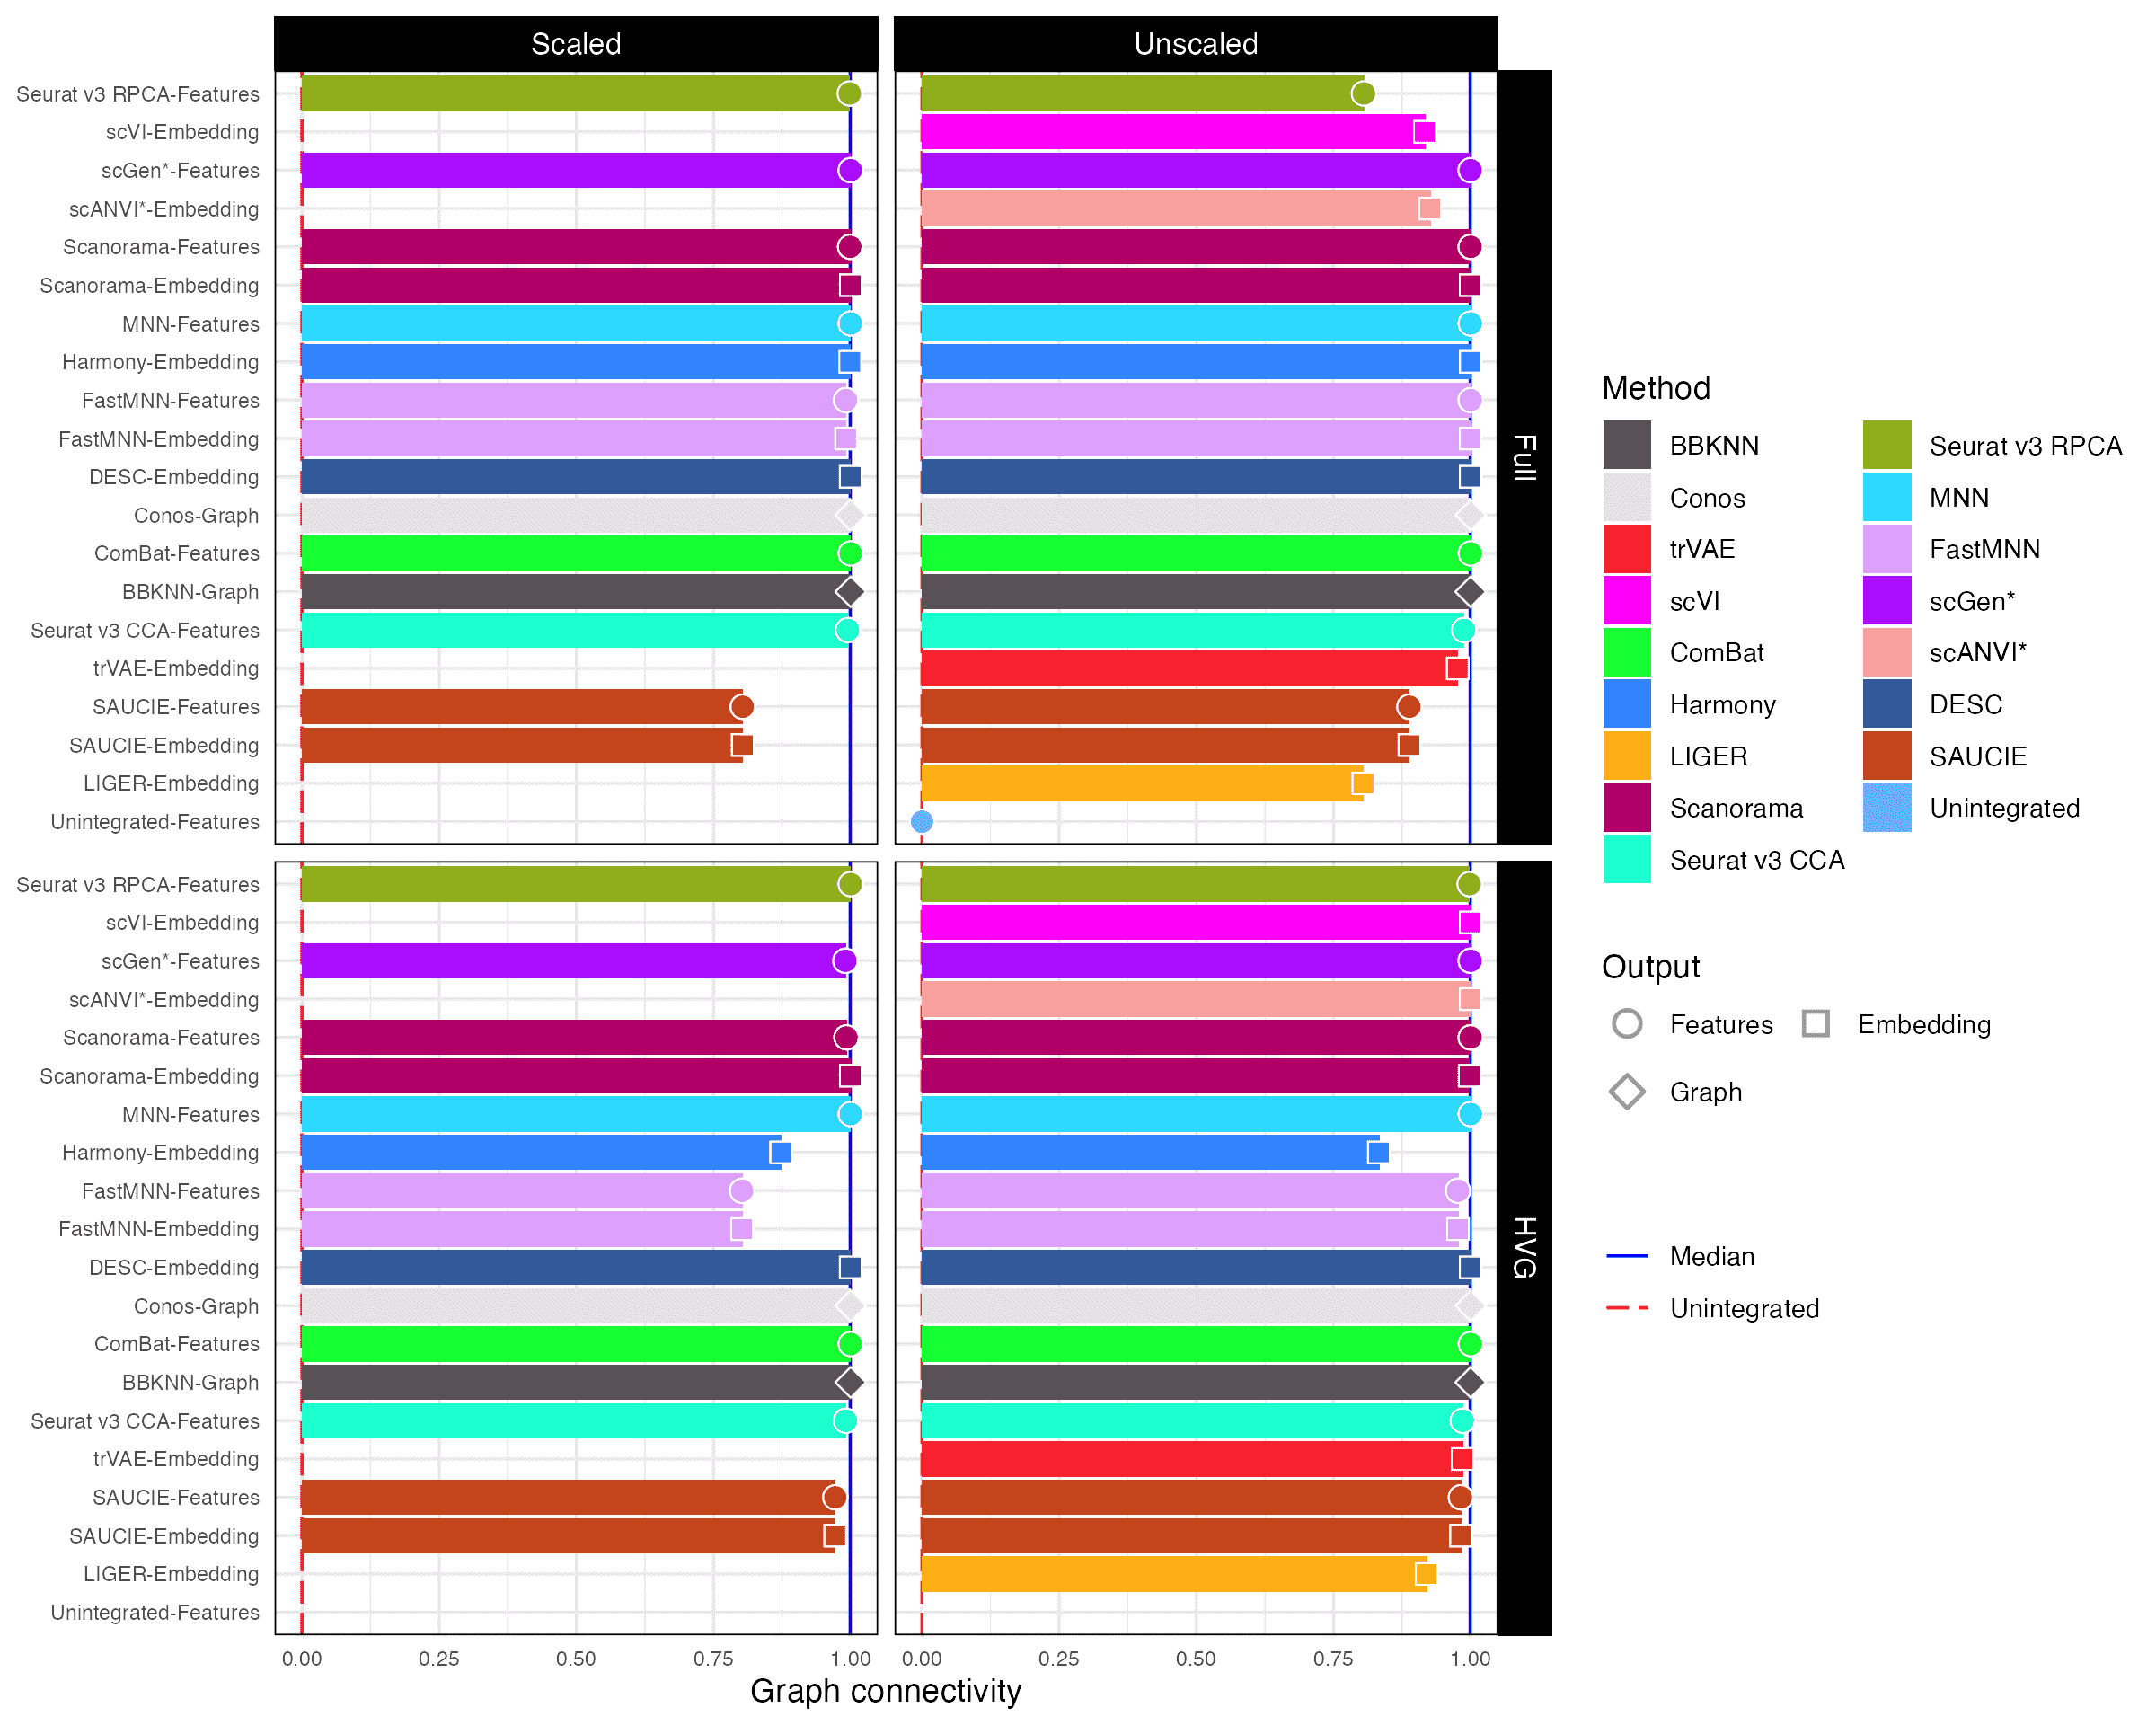 Scaled
Unscaled
Seurat v3 RPCA-Features
scVI-Embedding
scGen*-Features
scANVI*-Embedding
Scanorama-Features
Scanorama-Embedding
MNN-Features
Harmony-Embedding
FastMNN-Features
FastMNN-Embedding
DESC-Embedding
Conos-Graph
ComBat-Features
BBKNN-Graph
Seurat v3 CCA-Features
trVAE-Embedding
SAUCIE-Features
SAUCIE-Embedding
LIGER-Embedding
Unintegrated-Features
Full
Seurat v3 RPCA-Features
scVI-Embedding
scGen*-Features
scANVI*-Embedding
Scanorama-Features
Scanorama-Embedding
MNN-Features
Harmony-Embedding
FastMNN-Features
FastMNN-Embedding
DESC-Embedding
Conos-Graph
ComBat-Features
BBKNN-Graph
Seurat v3 CCA-Features
trVAE-Embedding
SAUCIE-Features
SAUCIE-Embedding
LIGER-Embedding
Unintegrated-Features
HVG
0.00 0.25 0.50 0.75 1.00 0.00 0.25 0.50 0.75 1.00
Graph connectivity
Method
BBKNN
Conos
trVAE
scVI
ComBat
Harmony
LIGER
Scanorama
Seurat v3 CCA
Seurat v3 RPCA
MNN
FastMNN
scGen*
scANVI*
DESC
SAUCIE
Unintegrated
Output
Features Embedding
Graph
Median
Unintegrated